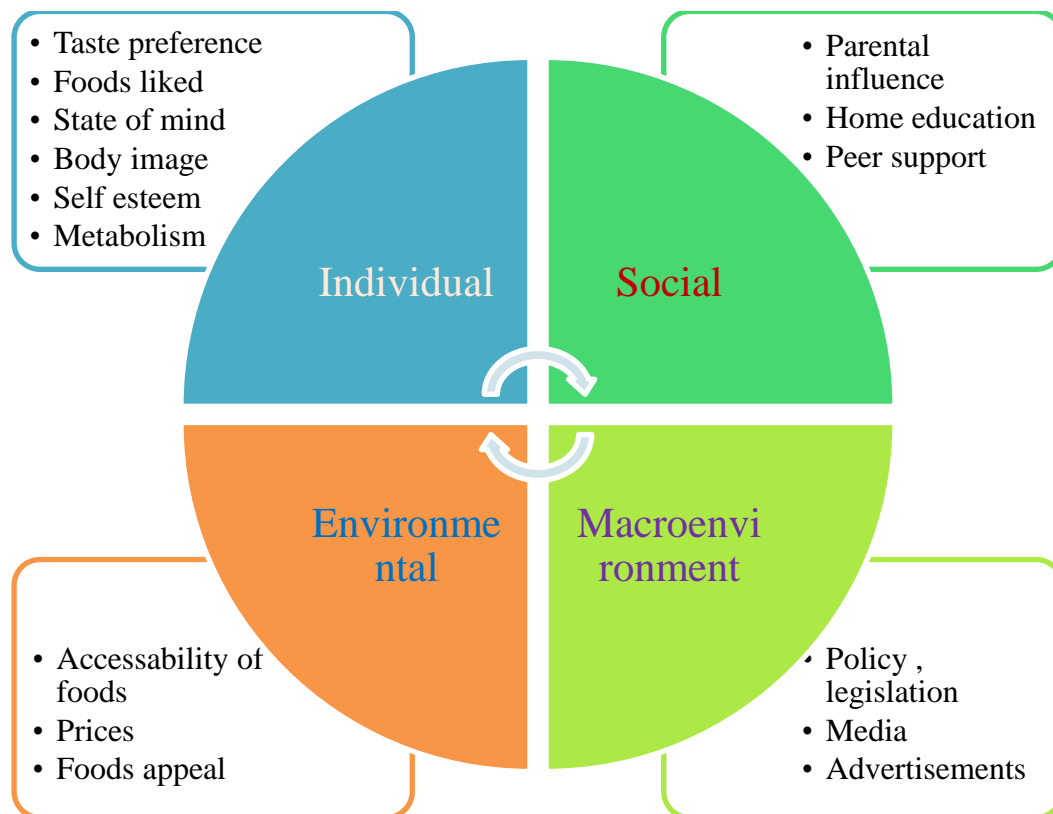 • Taste preference
• Foods liked
• State of mind
• Body image
• Self esteem
• Metabolism
• Parental
influence
• Home education
• Peer support
Individual
Social
Environme
ntal
Macroenvi
ronment
• Accessability of
foods
• Prices
• Foods appeal
• Policy ,
legislation
• Media
• Advertisements